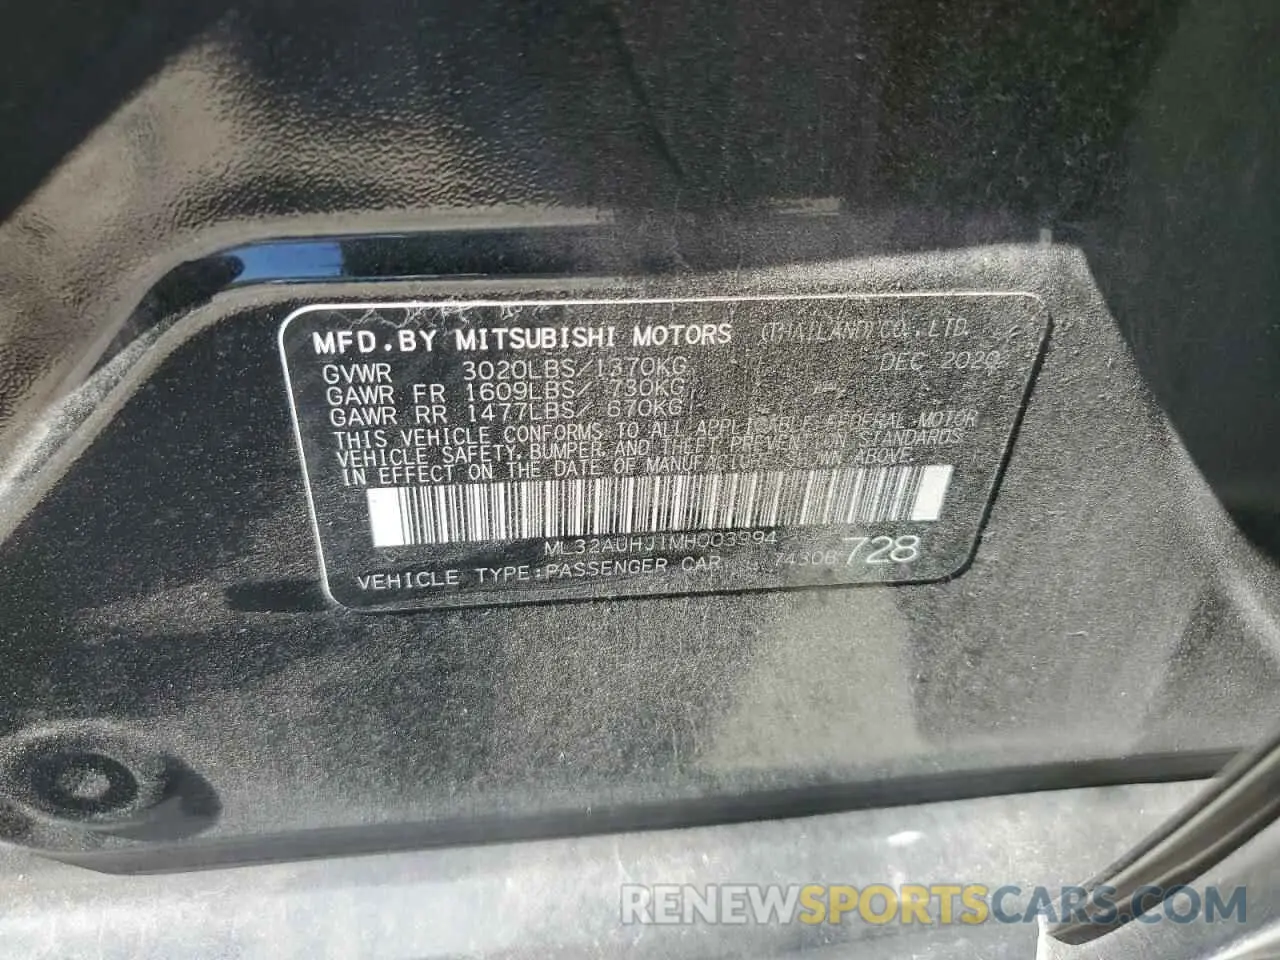 MFD.BY MITSUBISHI MOTORS (THAILAND) CO., LTD.
GVWR 3020LBS/1370KG DEC 2020
GAWR FR 1609LBS/ 730KG
GAWR RR 1477LBS/ 670KG
THIS VEHICLE CONFORMS TO ALL APPLICABLE FEDERAL MOTOR
VEHICLE SAFETY, BUMPER, AND THEFT PREVENTION STANDARDS
IN EFFECT ON THE DATE OF MANUFACTURE SHOWN ABOVE.
ML32AUHJ1MH003994
VEHICLE TYPE:PASSENGER CAR 7430B 728
RENEWSPORTSCARS.COM